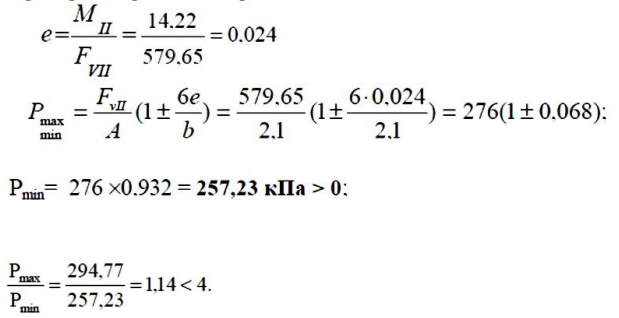 e = M_II / F_VII = 14.22 / 579.65 = 0.024
P_max min = F_vII / A (1 ± 6e / b) = 579.65 / 2.1 (1 ± 6·0.024 / 2.1) = 276(1 ± 0.068);
P_min = 276 ×0.932 = 257,23 кПа > 0;
P_max / P_min = 294,77 / 257,23 = 1,14 < 4.